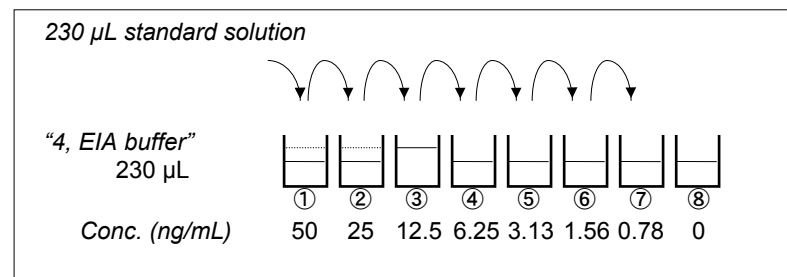 230 µL standard solution
“4, EIA buffer”
230 µL
① ② ③ ④ ⑤ ⑥ ⑦ ⑧
Conc. (ng/mL) 50 25 12.5 6.25 3.13 1.56 0.78 0